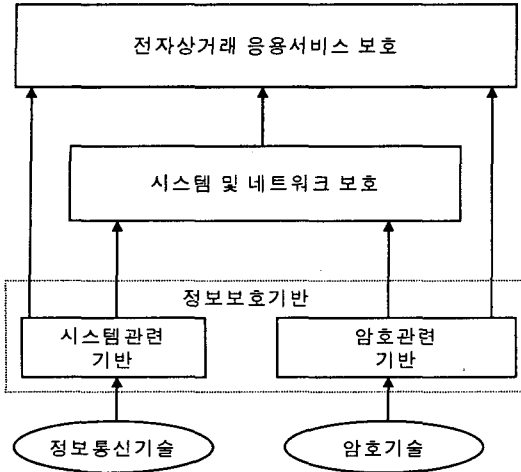 전자상거래 응용서비스 보호
시스템 및 네트워크 보호
정보보호기반
시스템관련
기반
암호관련
기반
정보통신기술
암호기술